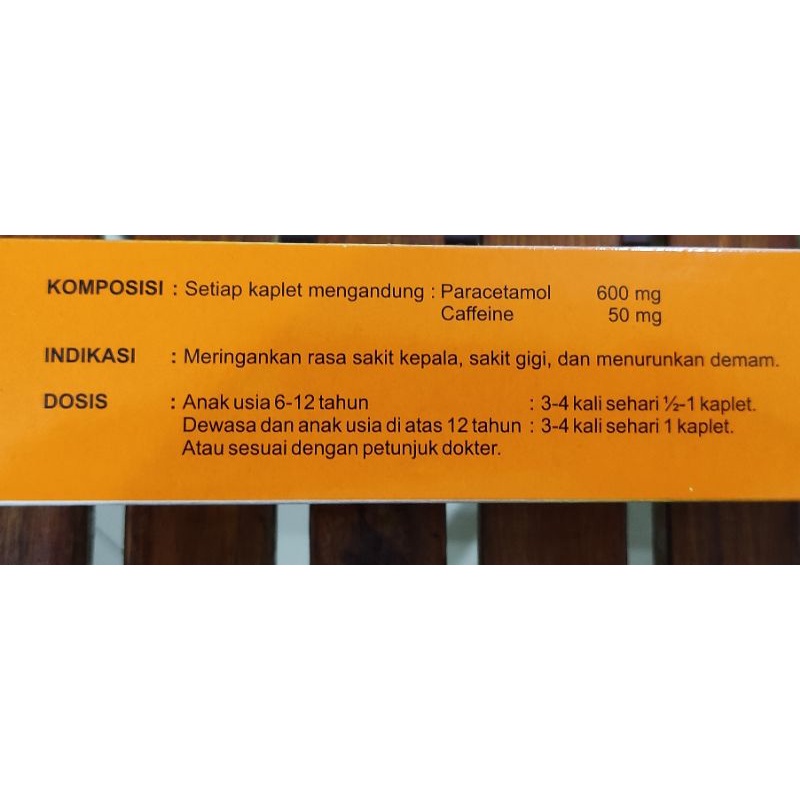 KOMPOSISI : Setiap kaplet mengandung : Paracetamol 600 mg
Caffeine 50 mg
INDIKASI : Meringankan rasa sakit kepala, sakit gigi, dan menurunkan demam.
DOSIS : Anak usia 6-12 tahun : 3-4 kali sehari ½-1 kaplet.
Dewasa dan anak usia di atas 12 tahun : 3-4 kali sehari 1 kaplet.
Atau sesuai dengan petunjuk dokter.